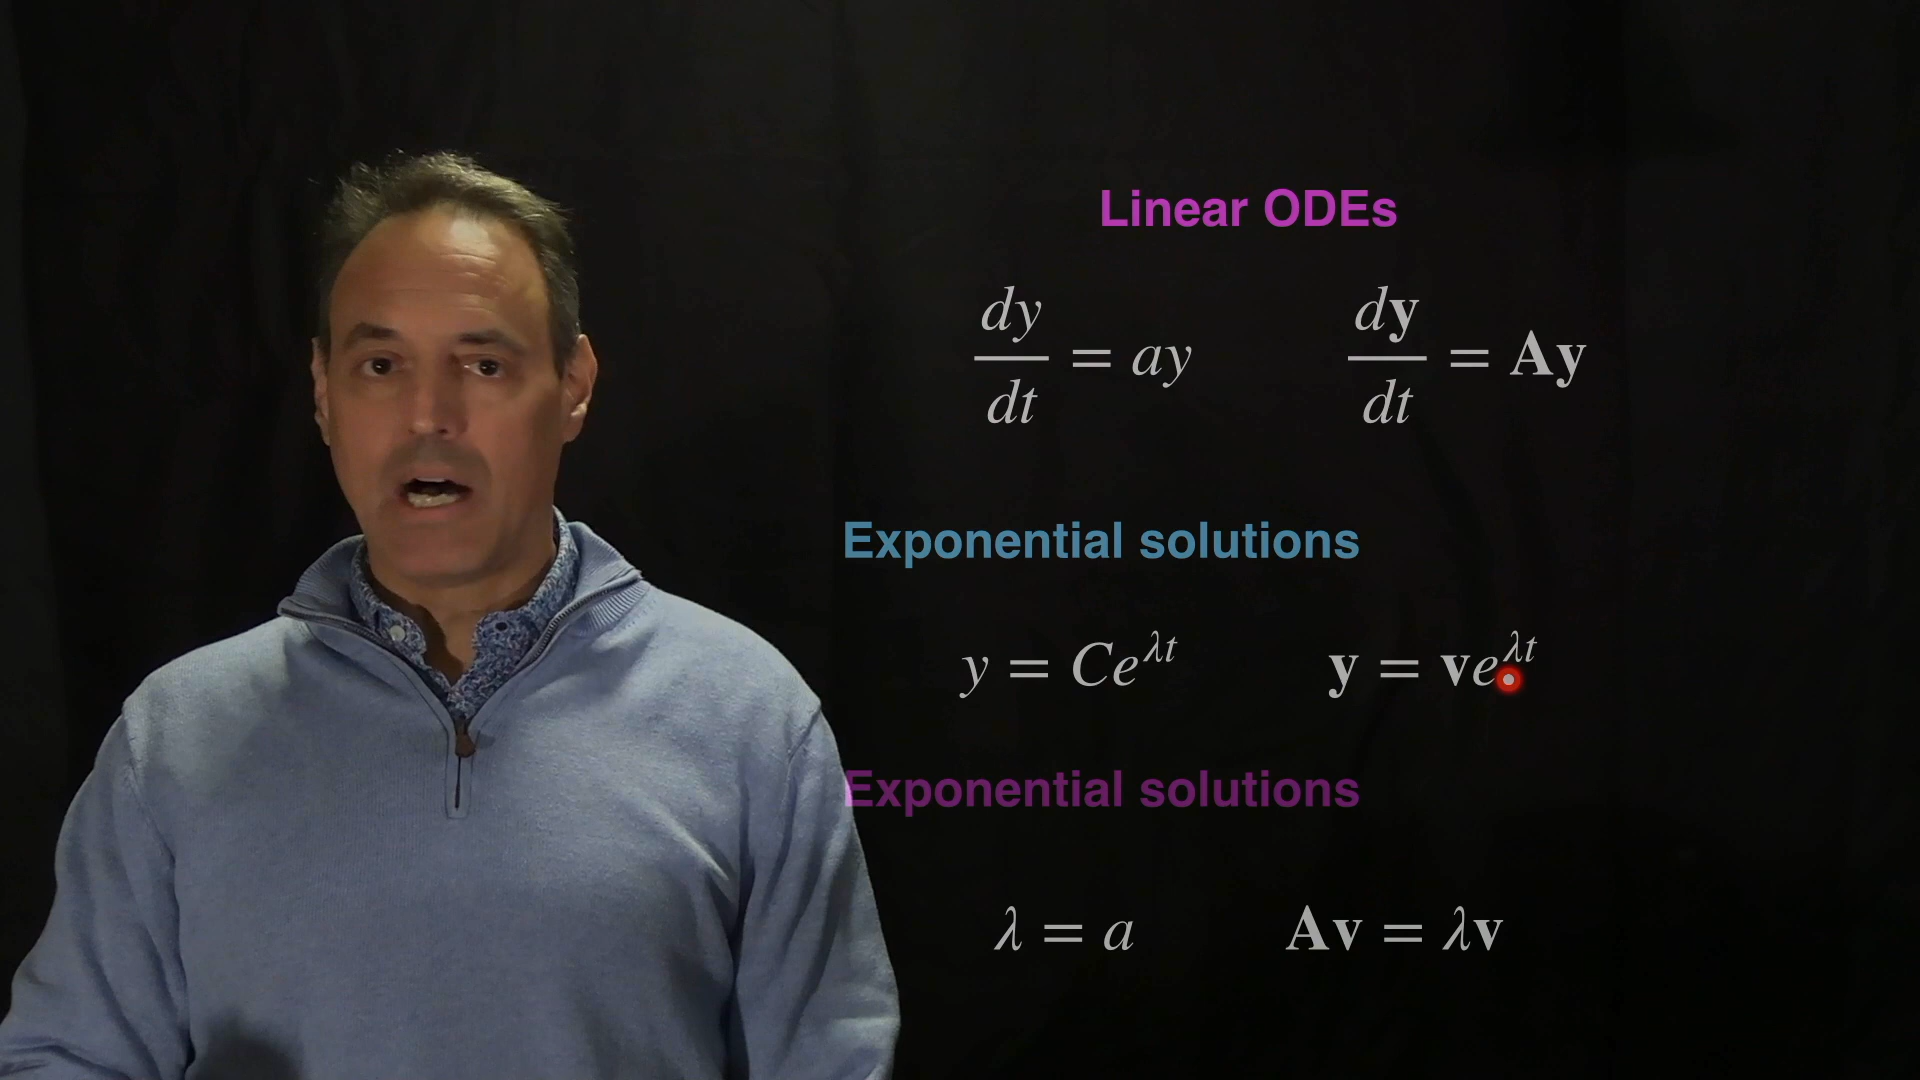 Linear ODEs
dy/dt = ay    d𝐲/dt = 𝐀𝐲
Exponential solutions
y = Ce^{λt}    𝐲 = 𝐯e^{λt}
Exponential solutions
λ = a    𝐀𝐯 = λ𝐯